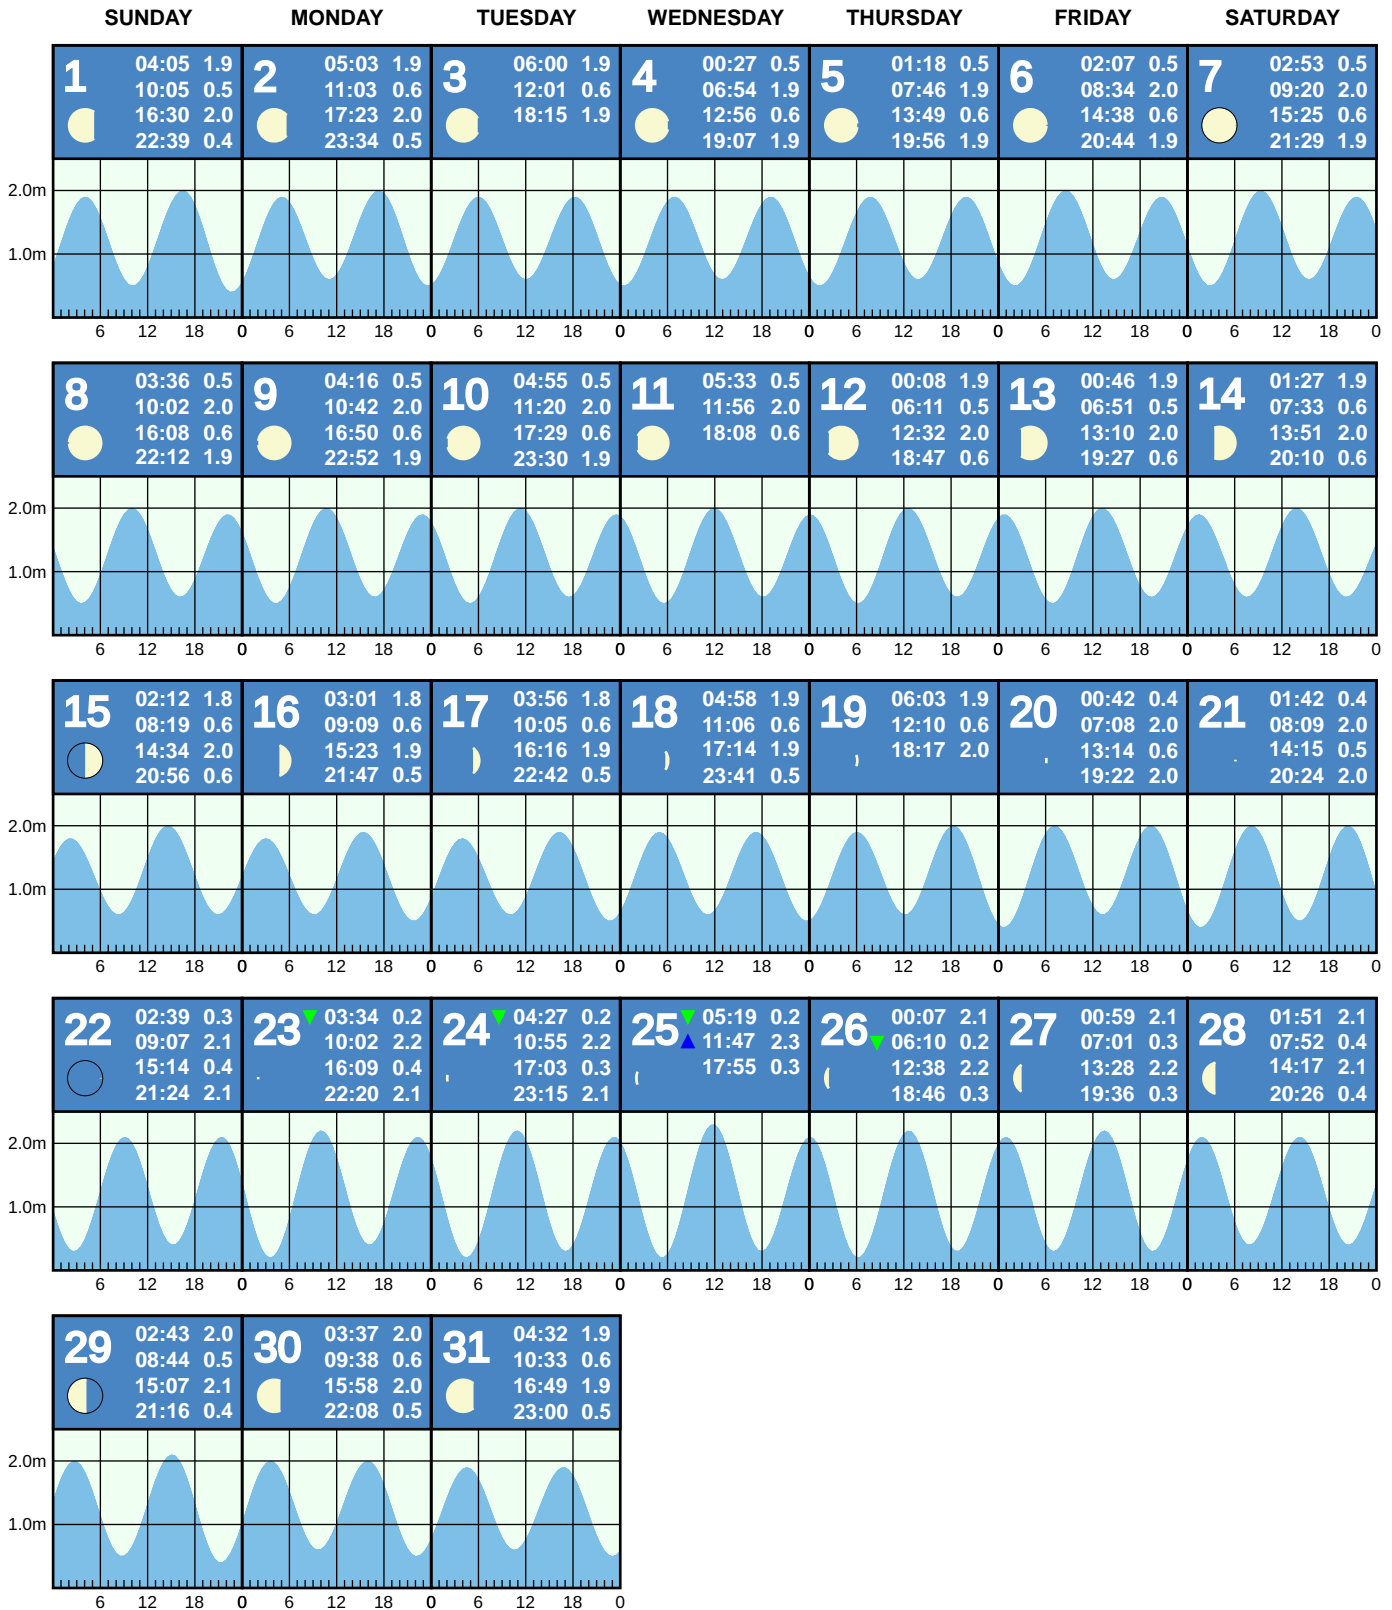 SUNDAY MONDAY TUESDAY WEDNESDAY THURSDAY FRIDAY SATURDAY
1 04:05 1.9
10:05 0.5
16:30 2.0
22:39 0.4
2 05:03 1.9
11:03 0.6
17:23 2.0
23:34 0.5
3 06:00 1.9
12:01 0.6
18:15 1.9
4 00:27 0.5
06:54 1.9
12:56 0.6
19:07 1.9
5 01:18 0.5
07:46 1.9
13:49 0.6
19:56 1.9
6 02:07 0.5
08:34 2.0
14:38 0.6
20:44 1.9
7 02:53 0.5
09:20 2.0
15:25 0.6
21:29 1.9
2.0m
1.0m
6 12 18 0 6 12 18 0 6 12 18 0 6 12 18 0 6 12 18 0 6 12 18 0 6 12 18 0
8 03:36 0.5
10:02 2.0
16:08 0.6
22:12 1.9
9 04:16 0.5
10:42 2.0
16:50 0.6
22:52 1.9
10 04:55 0.5
11:20 2.0
17:29 0.6
23:30 1.9
11 05:33 0.5
11:56 2.0
18:08 0.6
12 00:08 1.9
06:11 0.5
12:32 2.0
18:47 0.6
13 00:46 1.9
06:51 0.5
13:10 2.0
19:27 0.6
14 01:27 1.9
07:33 0.6
13:51 2.0
20:10 0.6
2.0m
1.0m
6 12 18 0 6 12 18 0 6 12 18 0 6 12 18 0 6 12 18 0 6 12 18 0 6 12 18 0
15 02:12 1.8
08:19 0.6
14:34 2.0
20:56 0.6
16 03:01 1.8
09:09 0.6
15:23 1.9
21:47 0.5
17 03:56 1.8
10:05 0.6
16:16 1.9
22:42 0.5
18 04:58 1.9
11:06 0.6
17:14 1.9
23:41 0.5
19 06:03 1.9
12:10 0.6
18:17 2.0
20 00:42 0.4
07:08 2.0
13:14 0.6
19:22 2.0
21 01:42 0.4
08:09 2.0
14:15 0.5
20:24 2.0
2.0m
1.0m
6 12 18 0 6 12 18 0 6 12 18 0 6 12 18 0 6 12 18 0 6 12 18 0 6 12 18 0
22 02:39 0.3
09:07 2.1
15:14 0.4
21:24 2.1
23 03:34 0.2
10:02 2.2
16:09 0.4
22:20 2.1
24 04:27 0.2
10:55 2.2
17:03 0.3
23:15 2.1
25 05:19 0.2
11:47 2.3
17:55 0.3
26 00:07 2.1
06:10 0.2
12:38 2.2
18:46 0.3
27 00:59 2.1
07:01 0.3
13:28 2.2
19:36 0.3
28 01:51 2.1
07:52 0.4
14:17 2.1
20:26 0.4
2.0m
1.0m
6 12 18 0 6 12 18 0 6 12 18 0 6 12 18 0 6 12 18 0 6 12 18 0 6 12 18 0
29 02:43 2.0
08:44 0.5
15:07 2.1
21:16 0.4
30 03:37 2.0
09:38 0.6
15:58 2.0
22:08 0.5
31 04:32 1.9
10:33 0.6
16:49 1.9
23:00 0.5
2.0m
1.0m
6 12 18 0 6 12 18 0 6 12 18 0